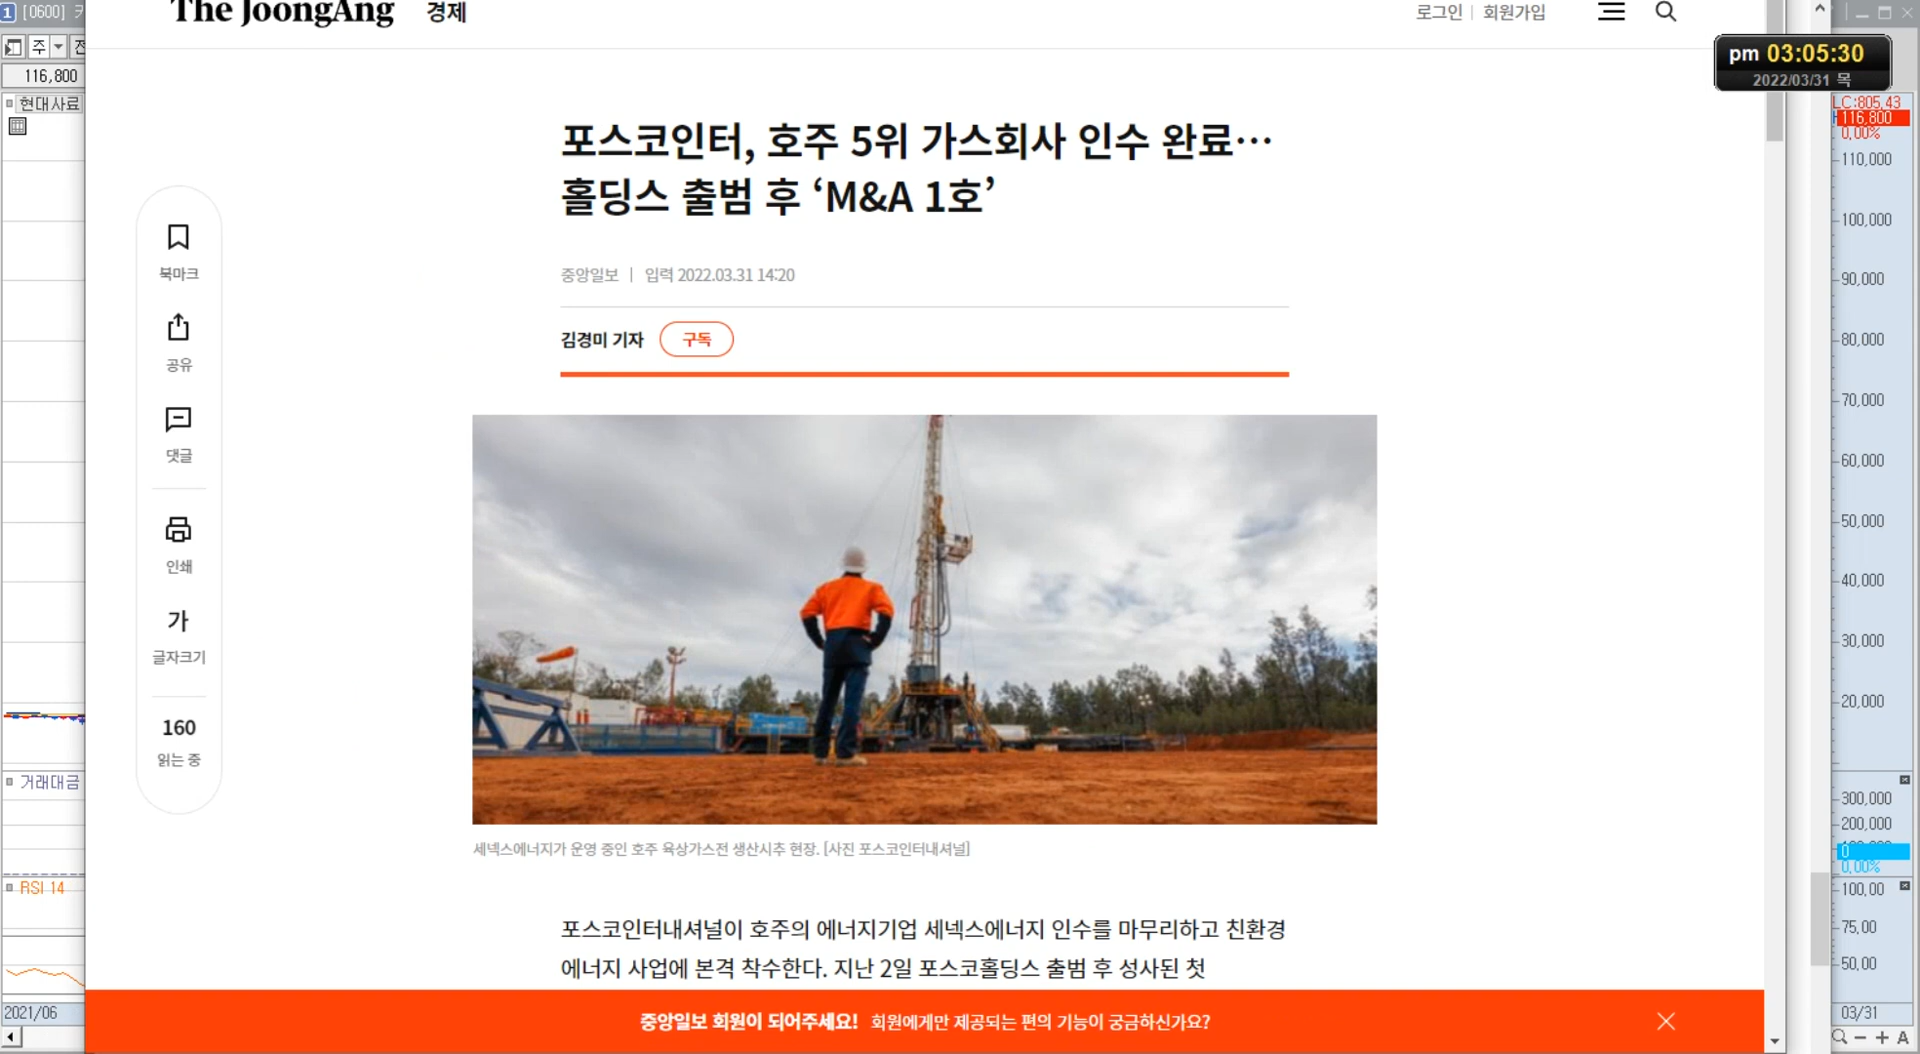 1 [0600]
The JoongAng 경제
로그인 | 회원가입
주
pm 03:05:30
2022/03/31 목
116,800
현대사료
LC:805.43
116,800
0.00%
110,000
100,000
90,000
80,000
70,000
60,000
50,000
40,000
30,000
20,000
포스코인터, 호주 5위 가스회사 인수 완료…
홀딩스 출범 후 ‘M&A 1호’
중앙일보 | 입력 2022.03.31 14:20
김경미 기자 구독
북마크
공유
댓글
인쇄
가
글자크기
160
읽는 중
세넥스에너지가 운영 중인 호주 육상가스전 생산시추 현장. [사진 포스코인터내셔널]
포스코인터내셔널이 호주의 에너지기업 세넥스에너지 인수를 마무리하고 친환경
에너지 사업에 본격 착수한다. 지난 2일 포스코홀딩스 출범 후 성사된 첫
중앙일보 회원이 되어주세요! 회원에게만 제공되는 편의 기능이 궁금하신가요?
거래대금
300,000
200,000
0
0.00%
RSI 14
100,00
75,00
50,00
2021/06
03/31
A